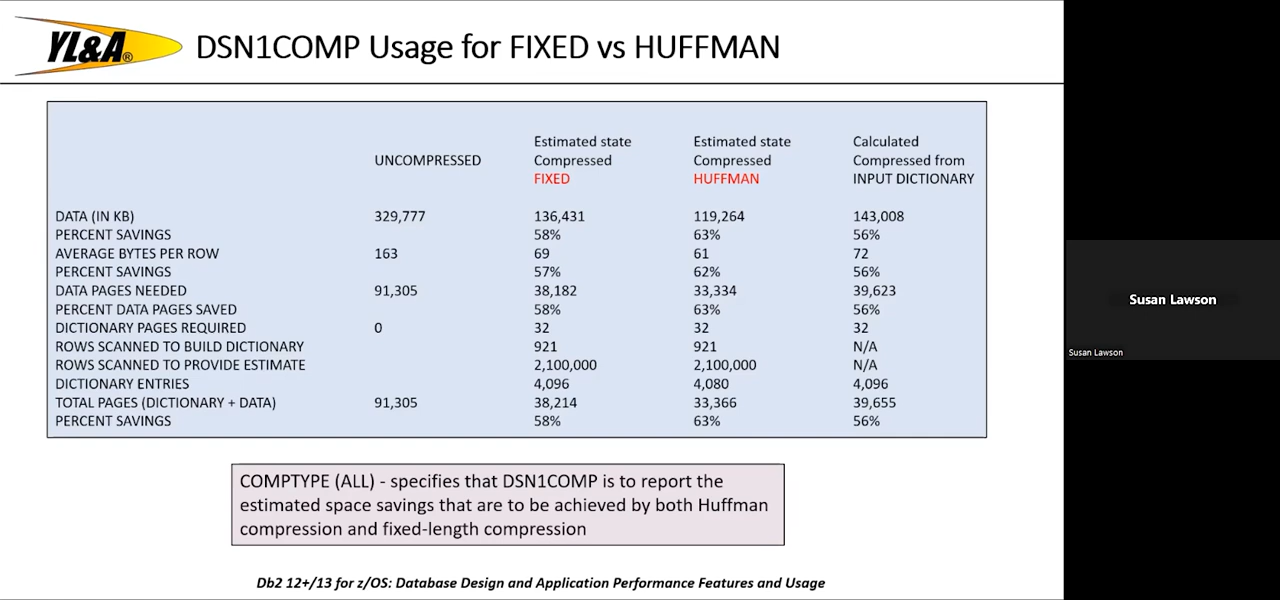 YL&A®
DSN1COMP Usage for FIXED vs HUFFMAN
UNCOMPRESSED
Estimated state
Compressed
FIXED
Estimated state
Compressed
HUFFMAN
Calculated
Compressed from
INPUT DICTIONARY
DATA (IN KB) 329,777 136,431 119,264 143,008
PERCENT SAVINGS 58% 63% 56%
AVERAGE BYTES PER ROW 163 69 61 72
PERCENT SAVINGS 57% 62% 56%
DATA PAGES NEEDED 91,305 38,182 33,334 39,623
PERCENT DATA PAGES SAVED 58% 63% 56%
DICTIONARY PAGES REQUIRED 0 32 32 32
ROWS SCANNED TO BUILD DICTIONARY 921 921 N/A
ROWS SCANNED TO PROVIDE ESTIMATE 2,100,000 2,100,000 N/A
DICTIONARY ENTRIES 4,096 4,080 4,096
TOTAL PAGES (DICTIONARY + DATA) 91,305 38,214 33,366 39,655
PERCENT SAVINGS 58% 63% 56%
COMPTYPE (ALL) - specifies that DSN1COMP is to report the
estimated space savings that are to be achieved by both Huffman
compression and fixed-length compression
Db2 12+/13 for z/OS: Database Design and Application Performance Features and Usage
Susan Lawson
Susan Lawson